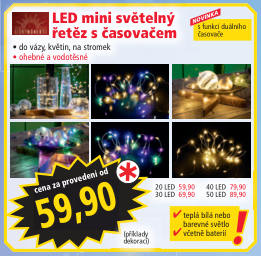 LED mini světelný
řetěz s časovačem
• do vázy, květin, na stromek
• ohebné a vodotěsné
NOVINKA
s funkcí duálního
časovače
cena za provedení od
59,90
*
(příklady
dekorací)
20 LED 59,90 40 LED 79,90
30 LED 69,90 50 LED 89,90
✔ teplá bílá nebo
barevné světlo
✔ včetně baterií
!